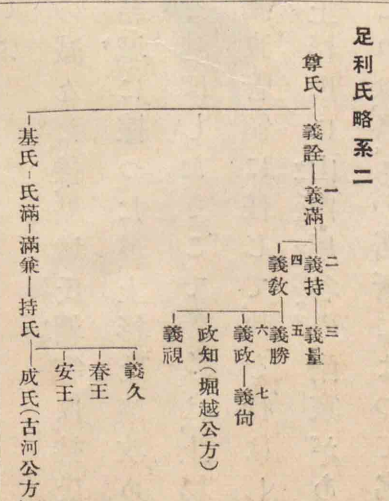 足利氏略系二
尊氏—義詮—義滿
一
二
義持—義量
三
四
義教
五
義勝
六
義政—義尙
七
政知(堀越公方)
義視
基氏—氏滿—滿兼—持氏—成氏(古河公方
義久
春王
安王